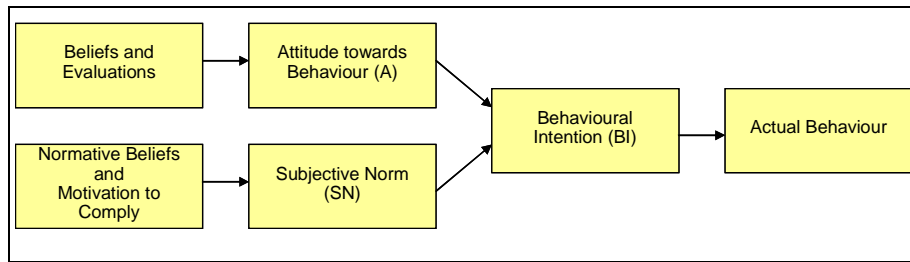 Beliefs and
Evaluations
Attitude towards
Behaviour (A)
Normative Beliefs
and
Motivation to
Comply
Subjective Norm
(SN)
Behavioural
Intention (BI)
Actual Behaviour